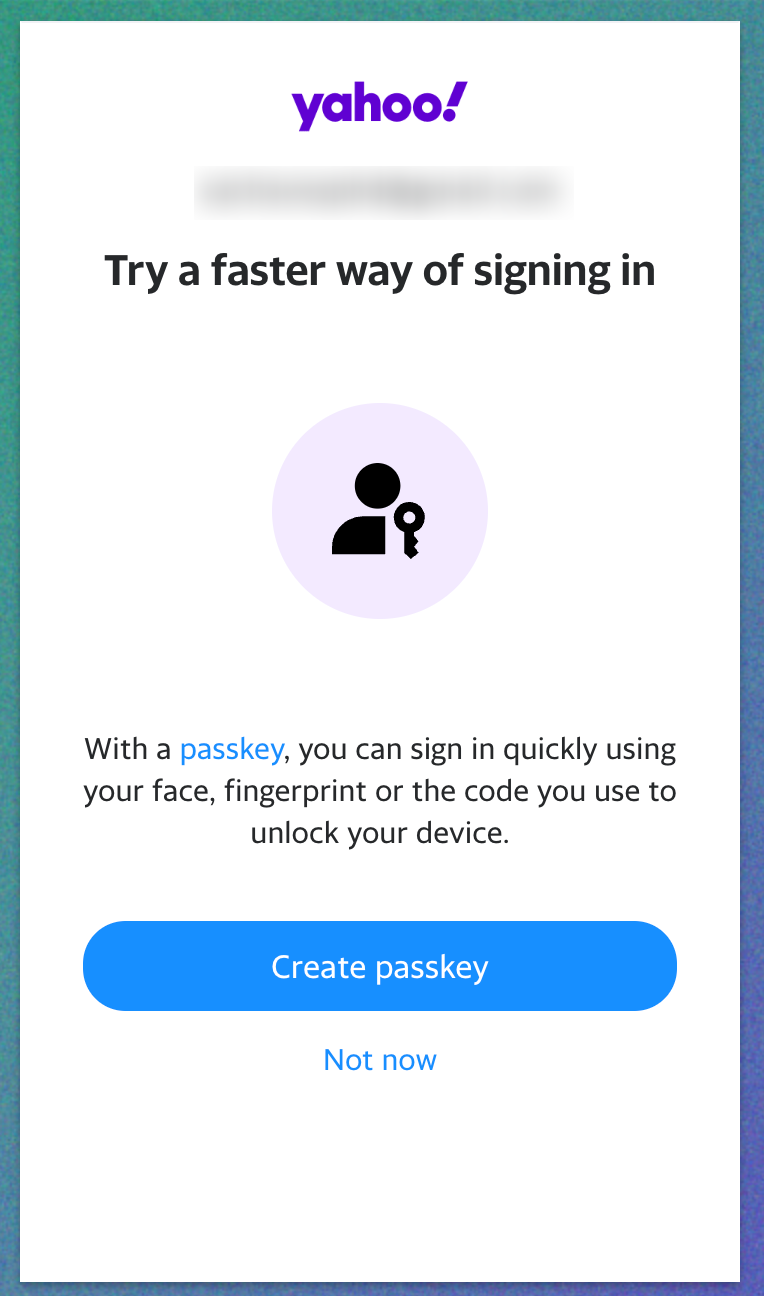 yahoo!
Try a faster way of signing in
With a passkey, you can sign in quickly using
your face, fingerprint or the code you use to
unlock your device.
Create passkey
Not now